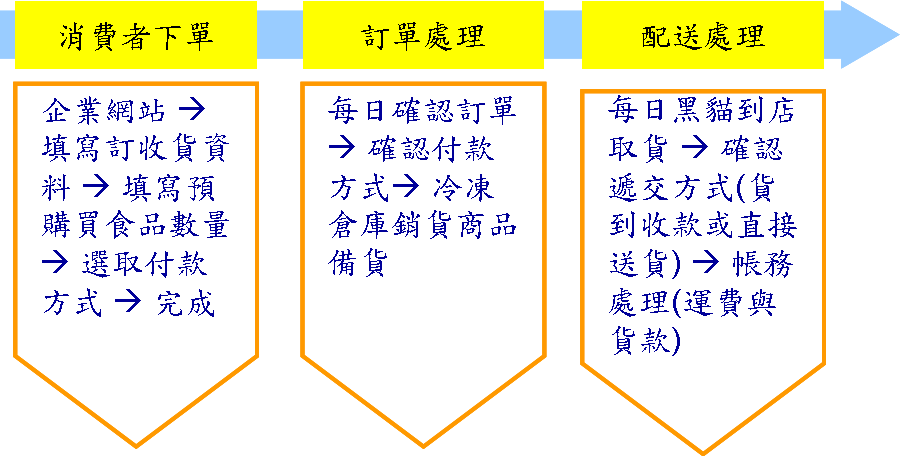 消費者下單
企業網站 →
填寫訂收貨資
料 → 填寫預
購買食品數量
→ 選取付款
方式 → 完成
訂單處理
每日確認訂單
→ 確認付款
方式→ 冷凍
倉庫銷貨商品
備貨
配送處理
每日黑貓到店
取貨 → 確認
遞交方式(貨
到收款或直接
送貨) → 帳務
處理(運費與
貨款)